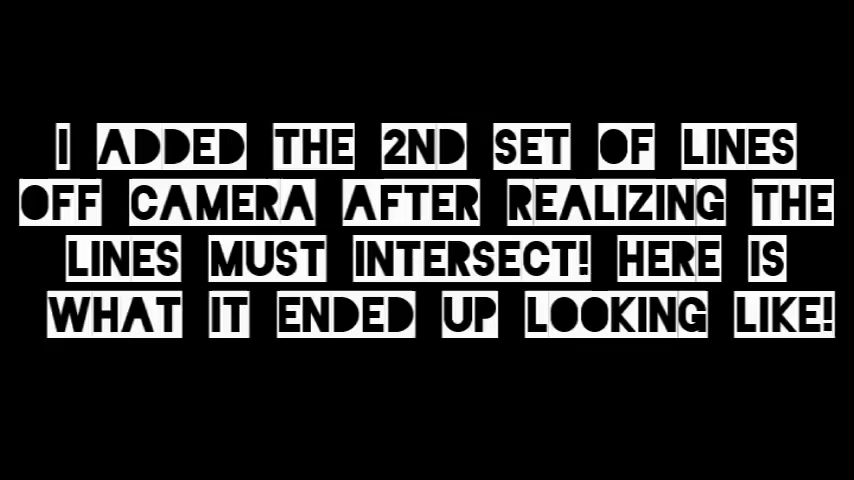 I ADDED THE 2ND SET OF LINES
OFF CAMERA AFTER REALIZING THE
LINES MUST INTERSECT! HERE IS
WHAT IT ENDED UP LOOKING LIKE!